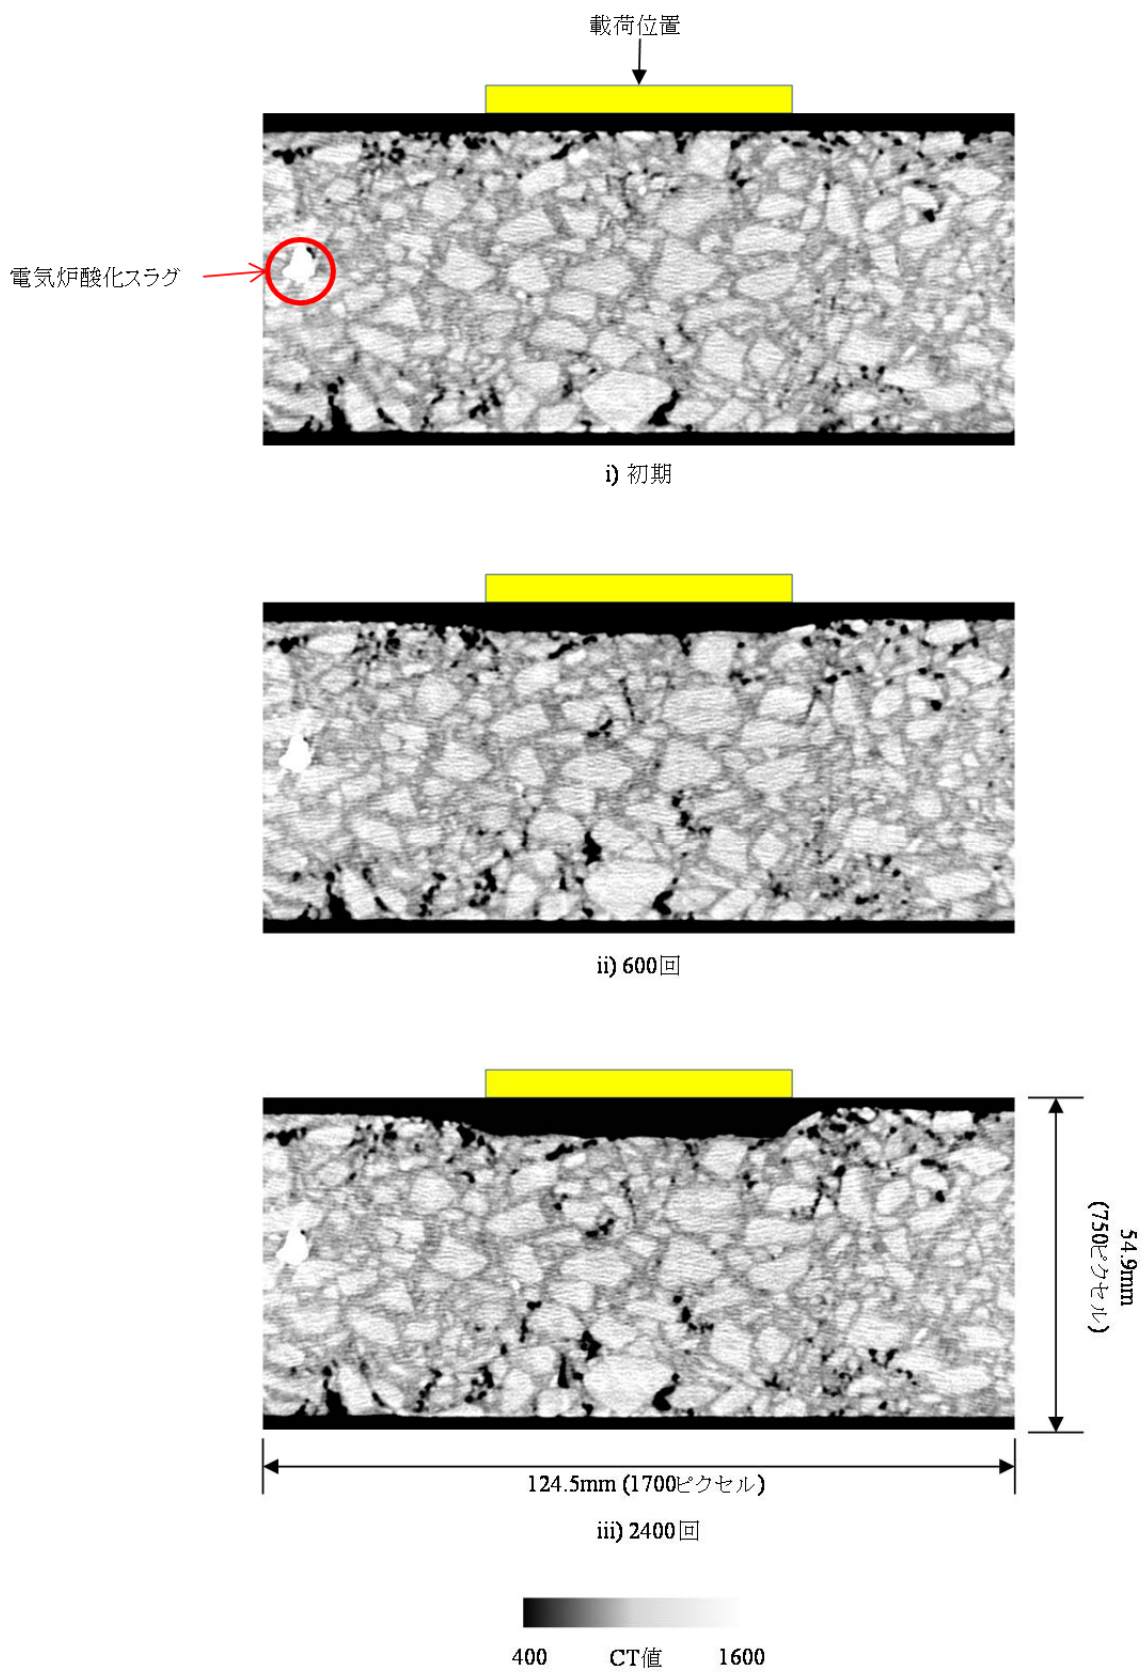 載荷位置
電気炉酸化スラグ
i) 初期
ii) 600回
54.9mm
(750ピクセル)
124.5mm (1700ピクセル)
iii) 2400回
400 CT値 1600